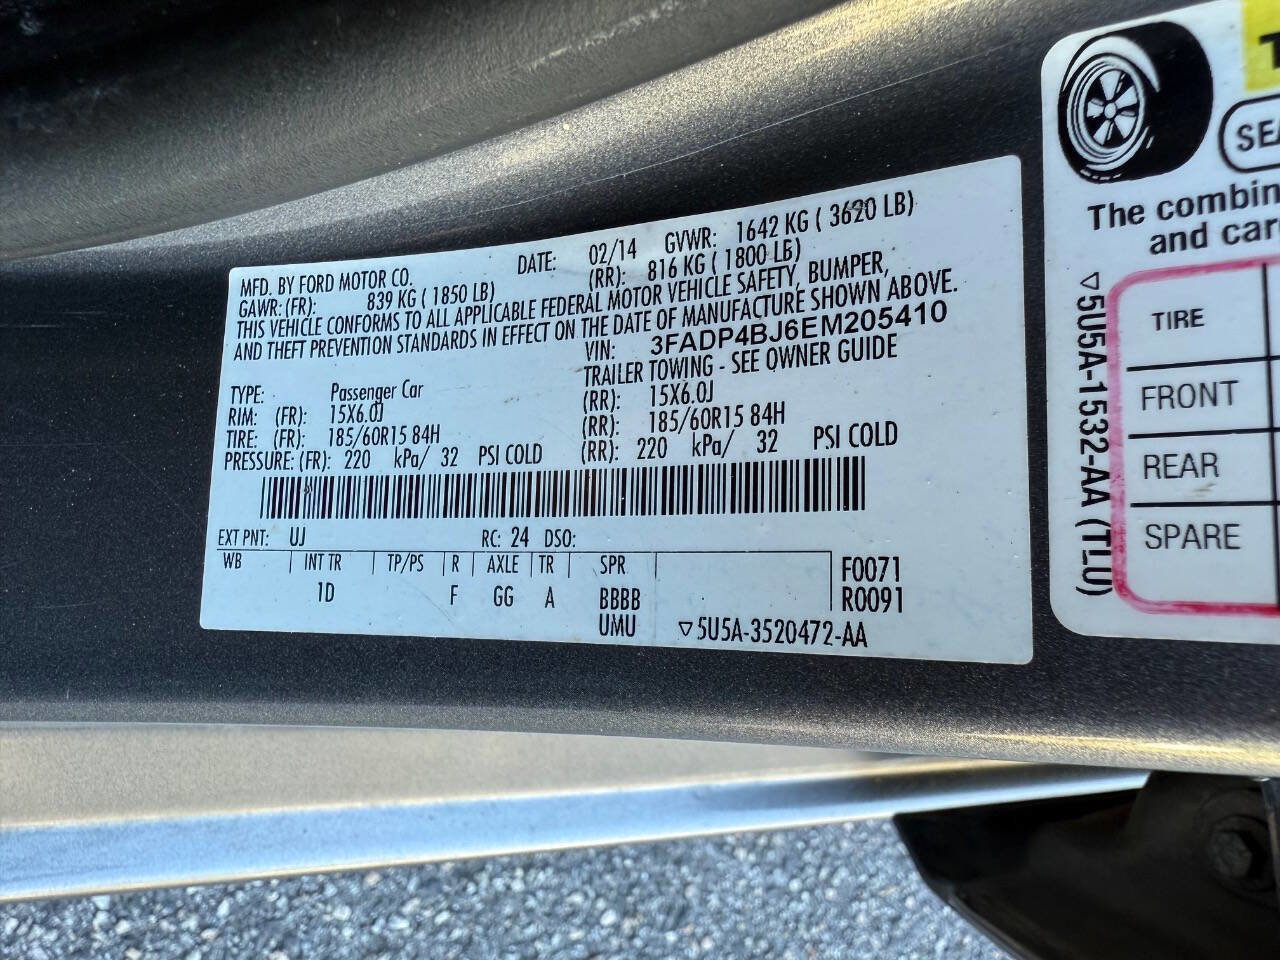 MFD. BY FORD MOTOR CO. DATE: 02/14 GVWR: 1642 KG ( 3620 LB)
GAWR: (FR): 839 KG ( 1850 LB) (RR): 816 KG ( 1800 LB)
THIS VEHICLE CONFORMS TO ALL APPLICABLE FEDERAL MOTOR VEHICLE SAFETY, BUMPER,
AND THEFT PREVENTION STANDARDS IN EFFECT ON THE DATE OF MANUFACTURE SHOWN ABOVE.
VIN: 3FADP4BJ6EM205410
TYPE: Passenger Car TRAILER TOWING - SEE OWNER GUIDE
RIM: (FR): 15X6.0J (RR): 15X6.0J
TIRE: (FR): 185/60R15 84H (RR): 185/60R15 84H
PRESSURE: (FR): 220 kPa/ 32 PSI COLD (RR): 220 kPa/ 32 PSI COLD
EXT PNT: UJ RC: 24 DSO:
WB INT TR TP/PS R AXLE TR SPR F0071
1D F GG A BBBB R0091
UMU ▽5U5A-3520472-AA
SEA
The combin
and car
▽5U5A-1532-AA (TLU)
TIRE
FRONT
REAR
SPARE